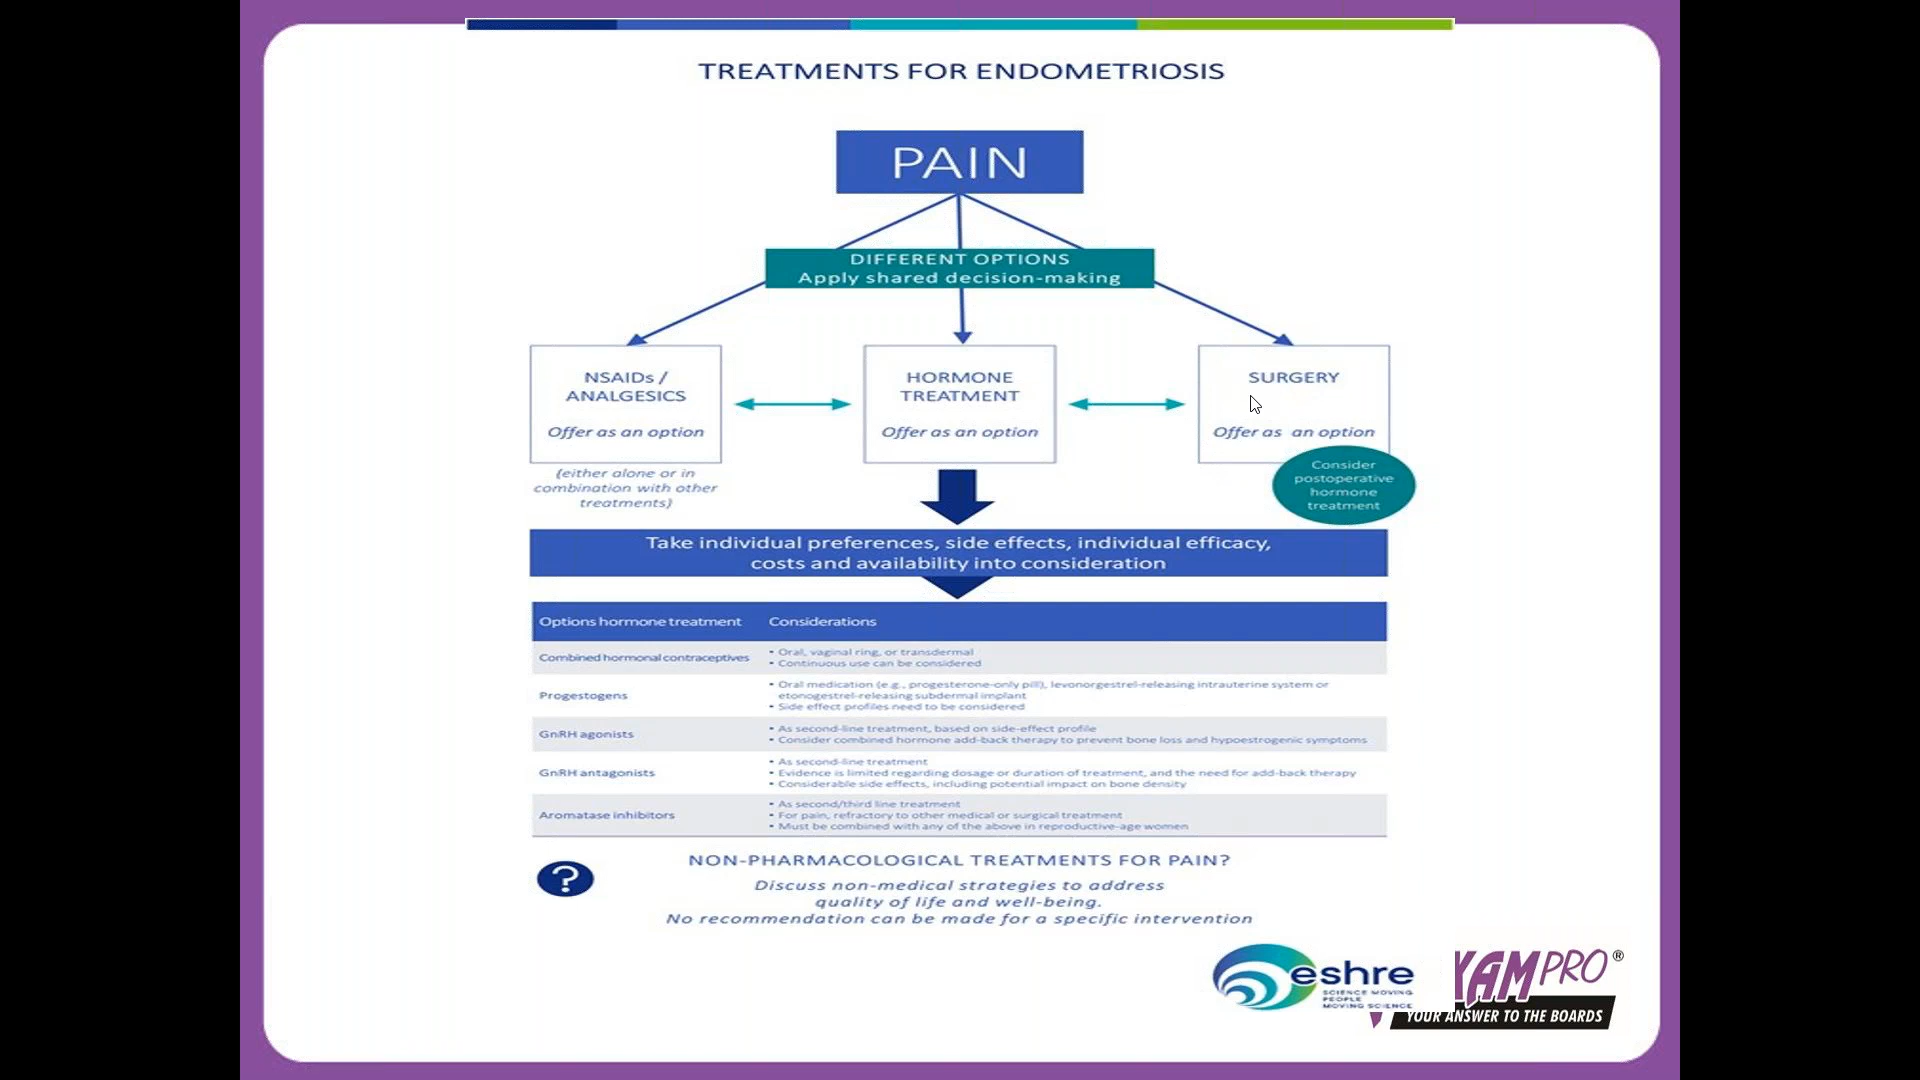 TREATMENTS FOR ENDOMETRIOSIS
PAIN
DIFFERENT OPTIONS
Apply shared decision-making
NSAIDs /
ANALGESICS
Offer as an option
(either alone or in
combination with other
treatments)
HORMONE
TREATMENT
Offer as an option
SURGERY
Offer as an option
Consider
postoperative
hormone
treatment
Take individual preferences, side effects, individual efficacy,
costs and availability into consideration
Options hormone treatment
Considerations
Combined hormonal contraceptives
• Oral, vaginal ring, or transdermal
• Continuous use can be considered
Progestogens
• Oral medication (e.g., progesterone-only pill), levonorgestrel-releasing intrauterine system or
etonogestrel-releasing subdermal implant
• Side effect profiles need to be considered
GnRH agonists
• As second-line treatment, based on side-effect profile
• Consider combined hormone add-back therapy to prevent bone loss and hypoestrogenic symptoms
GnRH antagonists
• As second-line treatment
• Evidence is limited regarding dosage or duration of treatment, and the need for add-back therapy
• Considerable side effects, including potential impact on bone density
Aromatase inhibitors
• As second/third line treatment
• For pain, refractory to other medical or surgical treatment
• Must be combined with any of the above in reproductive-age women
?
NON-PHARMACOLOGICAL TREATMENTS FOR PAIN?
Discuss non-medical strategies to address
quality of life and well-being.
No recommendation can be made for a specific intervention
eshre
SCIENCE MOVING
PEOPLE
MOVING SCIENCE
XAMPRO®
YOUR ANSWER TO THE BOARDS